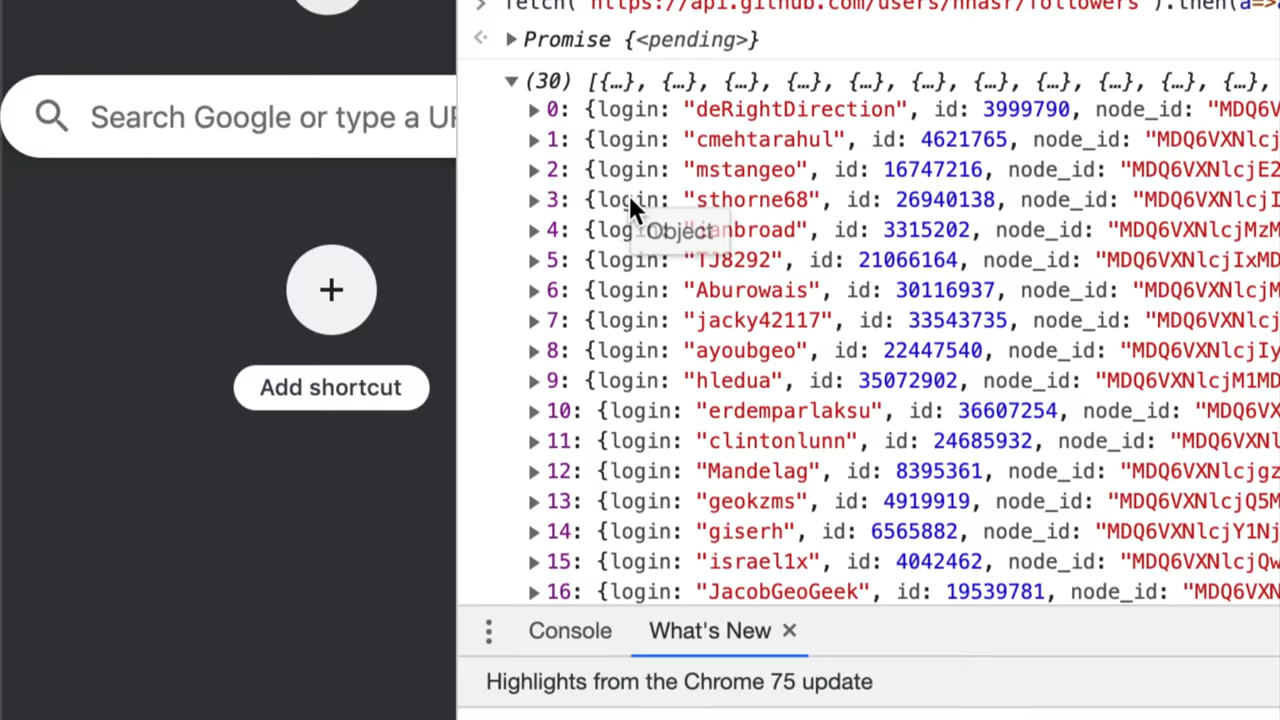 fetch("https://api.github.com/users/hhasr/followers").then(a=>
Promise {<pending>}
(30) [{…}, {…}, {…}, {…}, {…}, {…}, {…}, {…}, {…}, {…}, {…},
Search Google or type a UR
0: {login: "deRightDirection", id: 3999790, node_id: "MDQ6V
1: {login: "cmehtarahul", id: 4621765, node_id: "MDQ6VXNlcj
2: {login: "mstangeo", id: 16747216, node_id: "MDQ6VXNlcjE2
3: {login: "sthorne68", id: 26940138, node_id: "MDQ6VXNlcjI
4: {login: anbroad", id: 3315202, node_id: "MDQ6VXNlcjMzM
Object
5: {login: "TJ8292", id: 21066164, node_id: "MDQ6VXNlcjIxMD
6: {login: "Aburowais", id: 30116937, node_id: "MDQ6VXNlcjM
7: {login: "jacky42117", id: 33543735, node_id: "MDQ6VXNlcj
8: {login: "ayoubgeo", id: 22447540, node_id: "MDQ6VXNlcjIy
9: {login: "hledua", id: 35072902, node_id: "MDQ6VXNlcjM1MD
Add shortcut
10: {login: "erdemparlaksu", id: 36607254, node_id: "MDQ6VX
11: {login: "clintonlunn", id: 24685932, node_id: "MDQ6VXNl
12: {login: "Mandelag", id: 8395361, node_id: "MDQ6VXNlcjgz
13: {login: "geokzms", id: 4919919, node_id: "MDQ6VXNlcjQ5M
14: {login: "giserh", id: 6565882, node_id: "MDQ6VXNlcjY1Nj
15: {login: "israel1x", id: 4042462, node_id: "MDQ6VXNlcjQw
16: {login: "JacobGeoGeek", id: 19539781, node_id: "MDQ6VXN
Console What's New
Highlights from the Chrome 75 update